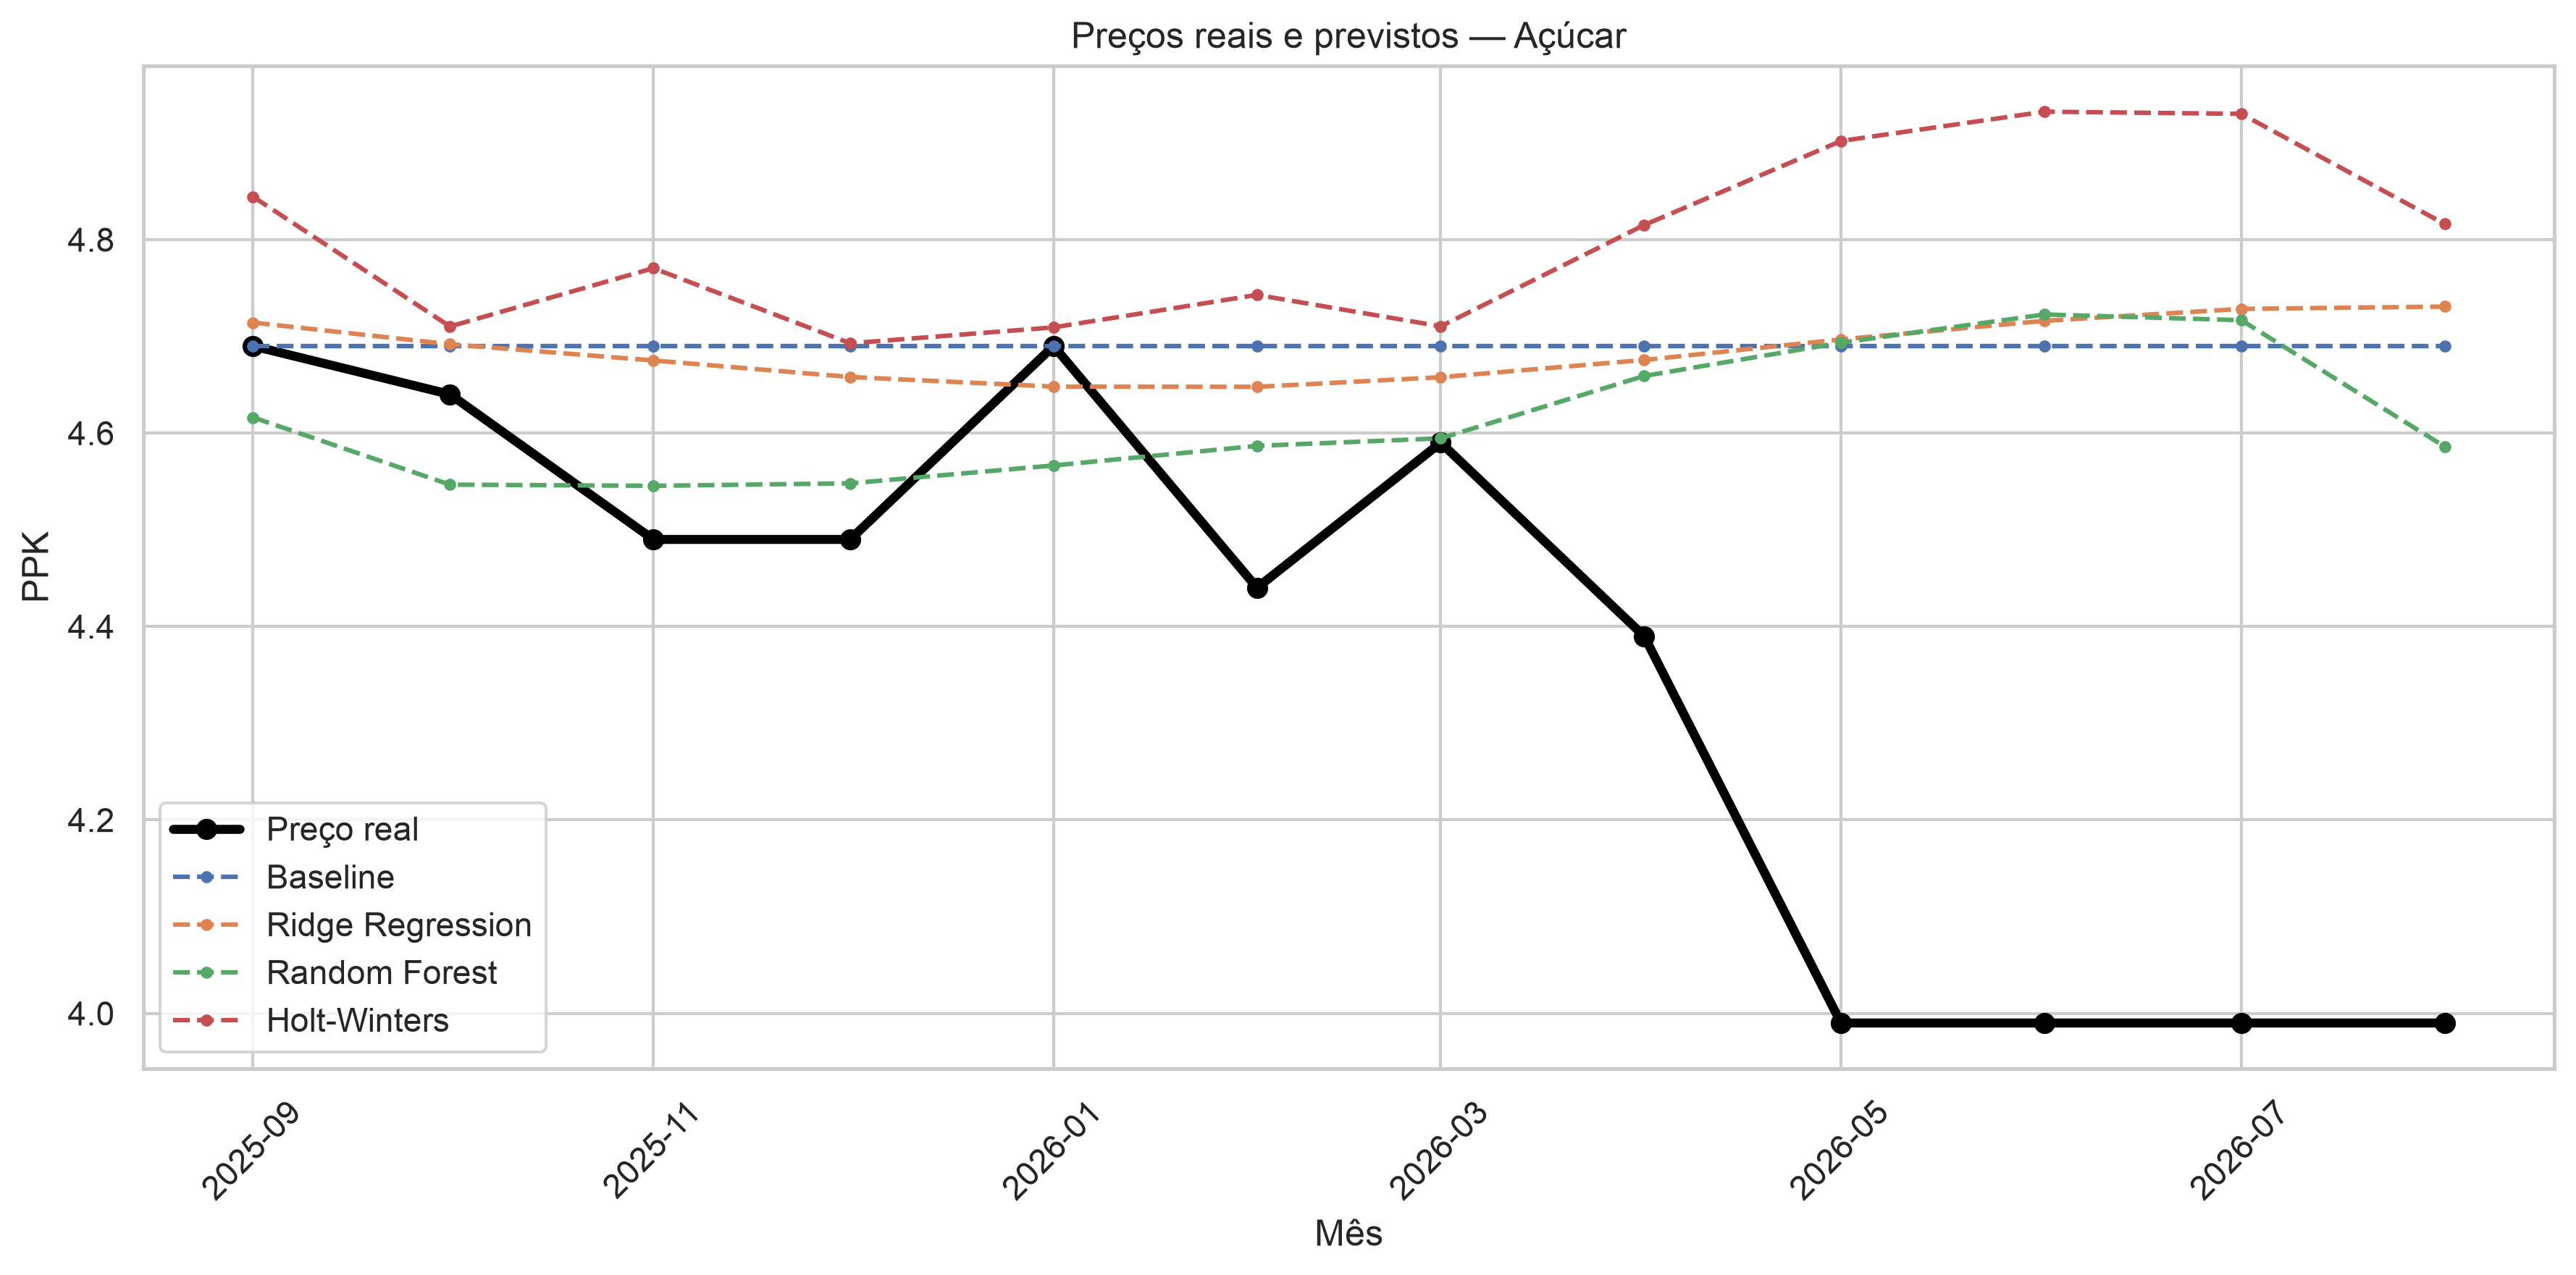 Preços reais e previstos — Açúcar
PPK
4.8
4.6
4.4
4.2
4.0
Preço real
Baseline
Ridge Regression
Random Forest
Holt-Winters
2025-09
2025-11
2026-01
2026-03
2026-05
2026-07
Mês